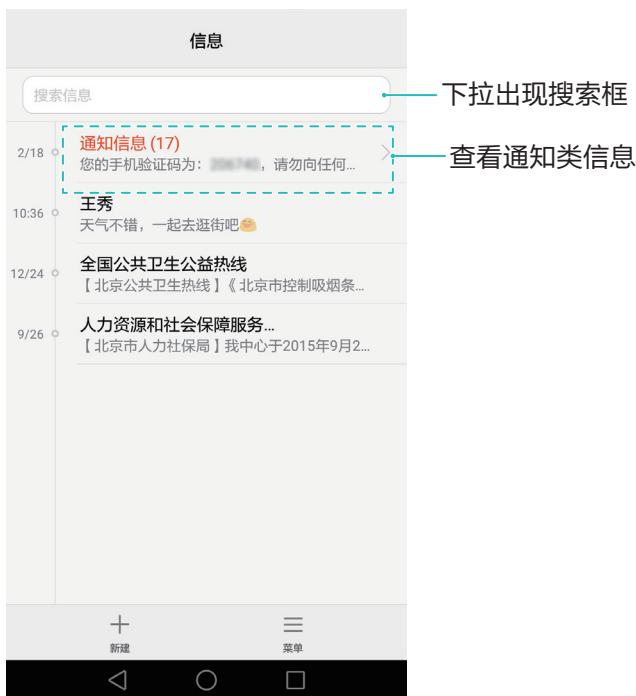 信息
搜索信息
下拉出现搜索框
2/18
通知信息 (17)
您的手机验证码为： ，请勿向任何...
查看通知类信息
10:36
王秀
天气不错，一起去逛街吧
12/24
全国公共卫生公益热线
【北京公共卫生热线】《北京市控制吸烟条...
9/26
人力资源和社会保障服务...
【北京市人力社保局】我中心于2015年9月2...
新建
菜单